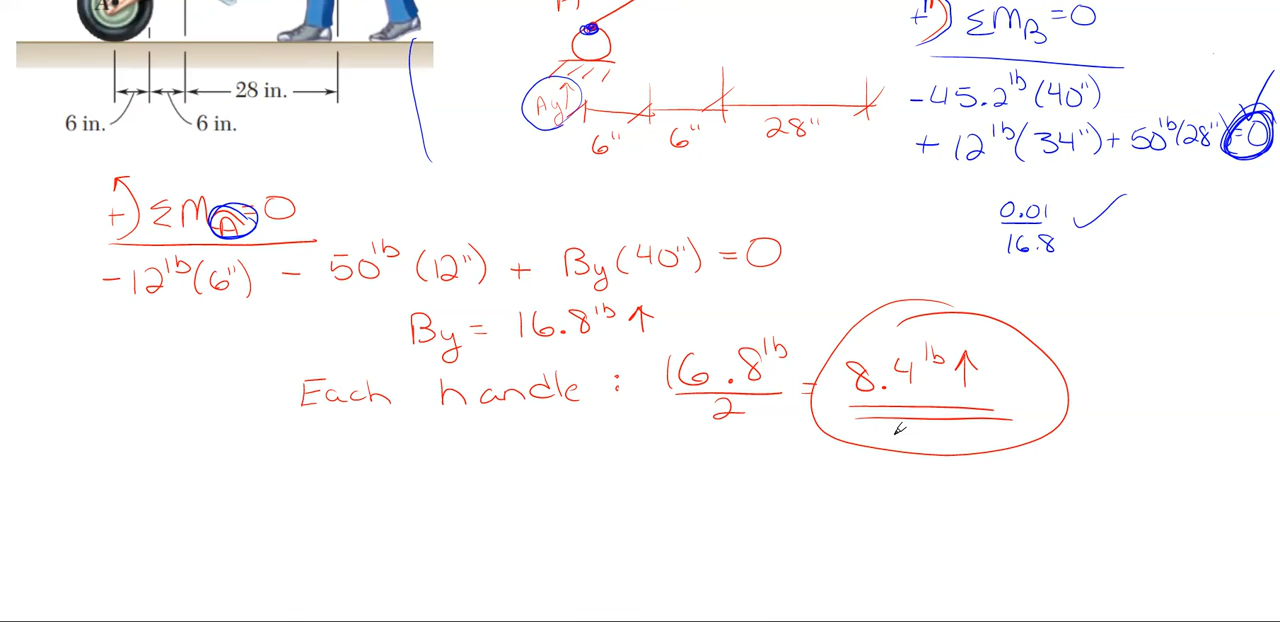 A
28 in.
6 in.
6 in.
Ay↑
6" 6" 28"
+) ΣM_B = 0
-45.2^lb(40")
+ 12^lb(34") + 50^lb(28") = 0
0.01
16.8
+) ΣM_A = 0
-12^lb(6") - 50^lb(12") + By(40") = 0
By = 16.8^lb ↑
Each handle : 16.8^lb / 2 = 8.4^lb ↑